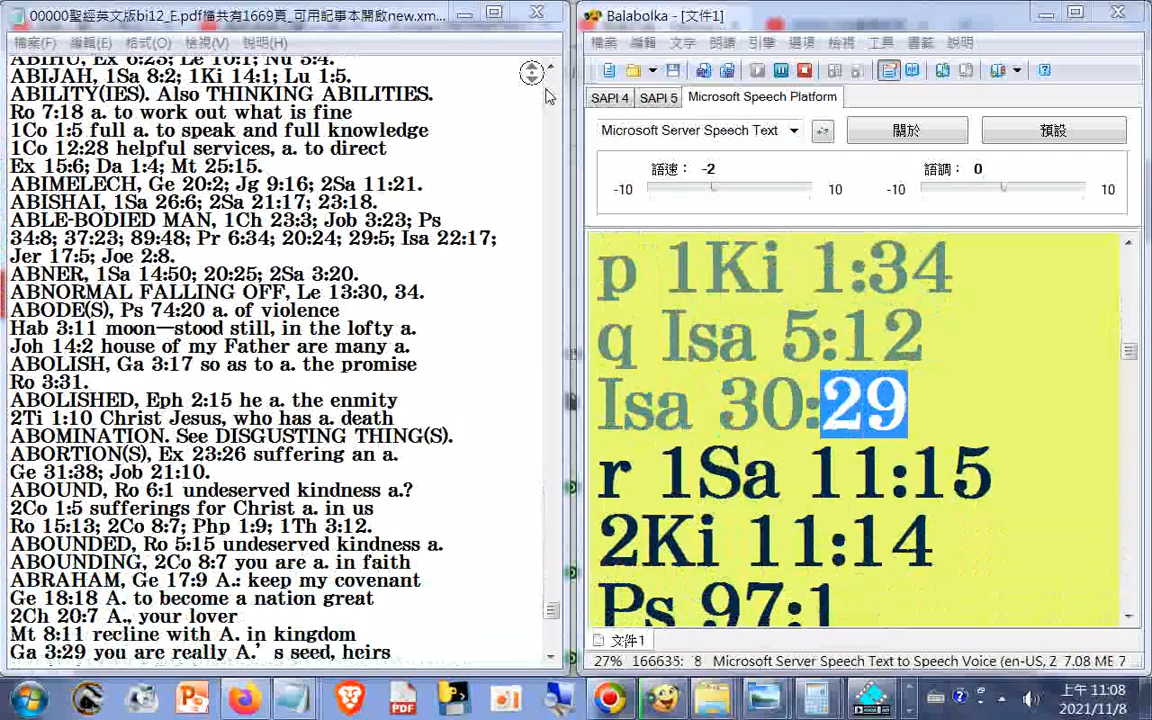 00000聖經英文版bi12_E.pdf檔共有1669頁_可用記事本開啟new.xm...
檔案(F) 編輯(E) 格式(O) 檢視(V) 說明(H)
ABIHU, Ex 6:23; Le 10:1; Nu 3:4.
ABIJAH, 1Sa 8:2; 1Ki 14:1; Lu 1:5.
ABILITY(IES). Also THINKING ABILITIES.
Ro 7:18 a. to work out what is fine
1Co 1:5 full a. to speak and full knowledge
1Co 12:28 helpful services, a. to direct
Ex 15:6; Da 1:4; Mt 25:15.
ABIMELECH, Ge 20:2; Jg 9:16; 2Sa 11:21.
ABISHAI, 1Sa 26:6; 2Sa 21:17; 23:18.
ABLE-BODIED MAN, 1Ch 23:3; Job 3:23; Ps
34:8; 37:23; 89:48; Pr 6:34; 20:24; 29:5; Isa 22:17;
Jer 17:5; Joe 2:8.
ABNER, 1Sa 14:50; 20:25; 2Sa 3:20.
ABNORMAL FALLING OFF, Le 13:30, 34.
ABODE(S), Ps 74:20 a. of violence
Hab 3:11 moon—stood still, in the lofty a.
Joh 14:2 house of my Father are many a.
ABOLISH, Ga 3:17 so as to a. the promise
Ro 3:31.
ABOLISHED, Eph 2:15 he a. the enmity
2Ti 1:10 Christ Jesus, who has a. death
ABOMINATION. See DISGUSTING THING(S).
ABORTION(S), Ex 23:26 suffering an a.
Ge 31:38; Job 21:10.
ABOUND, Ro 6:1 undeserved kindness a.?
2Co 1:5 sufferings for Christ a. in us
Ro 15:13; 2Co 8:7; Php 1:9; 1Th 3:12.
ABOUNDED, Ro 5:15 undeserved kindness a.
ABOUNDING, 2Co 8:7 you are a. in faith
ABRAHAM, Ge 17:9 A.: keep my covenant
Ge 18:18 A. to become a nation great
2Ch 20:7 A., your lover
Mt 8:11 recline with A. in kingdom
Ga 3:29 you are really A.’s seed, heirs
Balabolka - [文件1]
檔案 編輯 文字 朗讀 引擎 選項 檢視 工具 書籤 說明
SAPI 4 SAPI 5 Microsoft Speech Platform
Microsoft Server Speech Text 關於 預設
語速： -2 語調： 0
-10 10 -10 10
p 1Ki 1:34
q Isa 5:12
Isa 30:29
r 1Sa 11:15
2Ki 11:14
Ps 97:1
文件1
27% 166635: 8 Microsoft Server Speech Text to Speech Voice (en-US, Z 7.08 MB 7
PDF
上午 11:08
2021/11/8